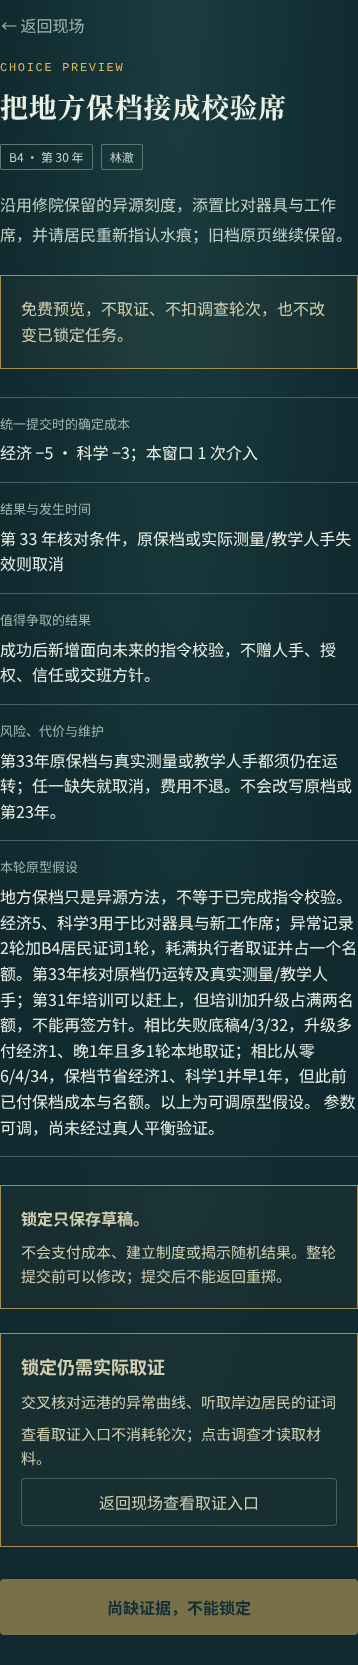 ← 返回现场
CHOICE PREVIEW
把地方保档接成校验席
B4 · 第 30 年
林澈
沿用修院保留的异源刻度，添置比对器具与工作
席，并请居民重新指认水痕；旧档原页继续保留。
免费预览，不取证、不扣调查轮次，也不改
变已锁定任务。
统一提交时的确定成本
经济 −5 · 科学 −3；本窗口 1 次介入
结果与发生时间
第 33 年核对条件，原保档或实际测量/教学人手失
效则取消
值得争取的结果
成功后新增面向未来的指令校验，不赠人手、授
权、信任或交班方针。
风险、代价与维护
第33年原保档与真实测量或教学人手都须仍在运
转；任一缺失就取消，费用不退。不会改写原档或
第23年。
本轮原型假设
地方保档只是异源方法，不等于已完成指令校验。
经济5、科学3用于比对器具与新工作席；异常记录
2轮加B4居民证词1轮，耗满执行者取证并占一个名
额。第33年核对原档仍运转及真实测量/教学人
手；第31年培训可以赶上，但培训加升级占满两名
额，不能再签方针。相比失败底稿4/3/32，升级多
付经济1、晚1年且多1轮本地取证；相比从零
6/4/34，保档节省经济1、科学1并早1年，但此前
已付保档成本与名额。以上为可调原型假设。 参数
可调，尚未经过真人平衡验证。
锁定只保存草稿。
不会支付成本、建立制度或揭示随机结果。整轮
提交前可以修改；提交后不能返回重掷。
锁定仍需实际取证
交叉核对远港的异常曲线、听取岸边居民的证词
查看取证入口不消耗轮次；点击调查才读取材
料。
返回现场查看取证入口
尚缺证据，不能锁定